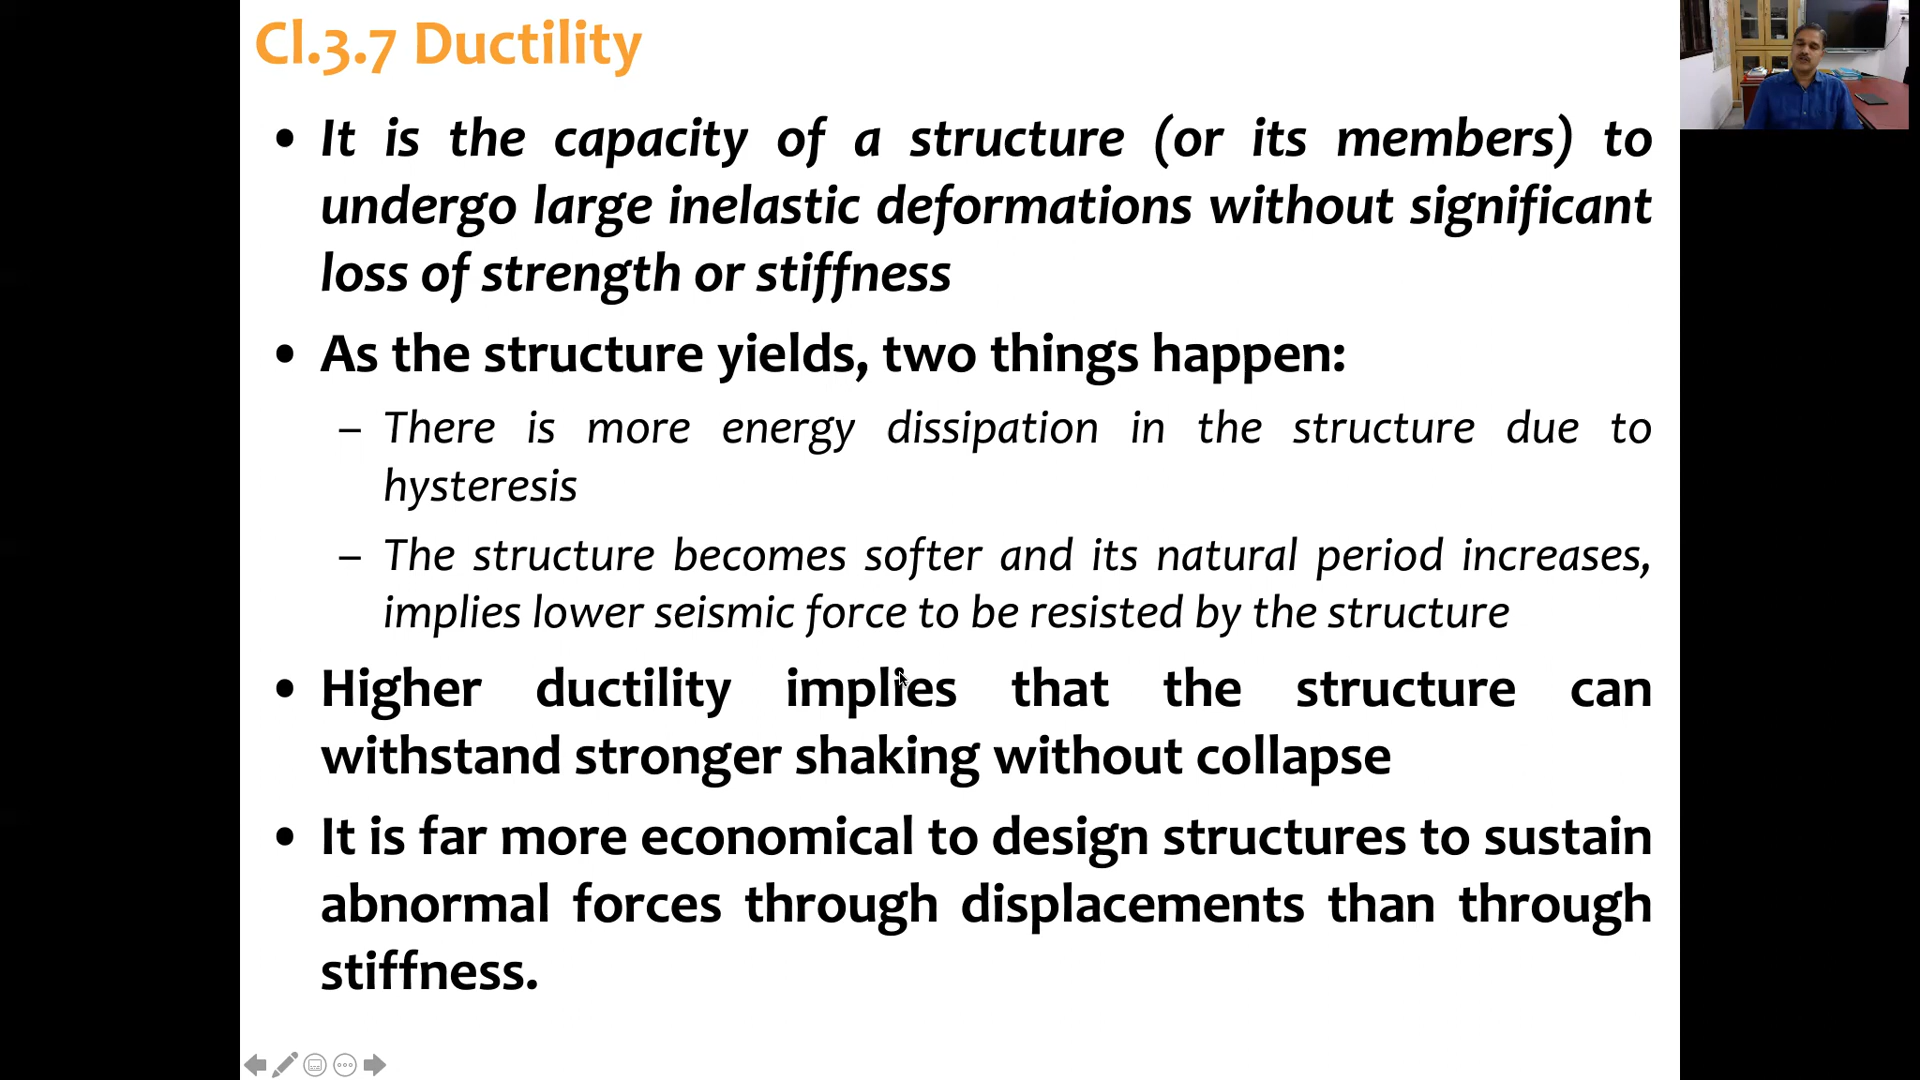 Cl.3.7 Ductility
• It is the capacity of a structure (or its members) to
undergo large inelastic deformations without significant
loss of strength or stiffness
• As the structure yields, two things happen:
– There is more energy dissipation in the structure due to
hysteresis
– The structure becomes softer and its natural period increases,
implies lower seismic force to be resisted by the structure
• Higher ductility implies that the structure can
withstand stronger shaking without collapse
• It is far more economical to design structures to sustain
abnormal forces through displacements than through
stiffness.